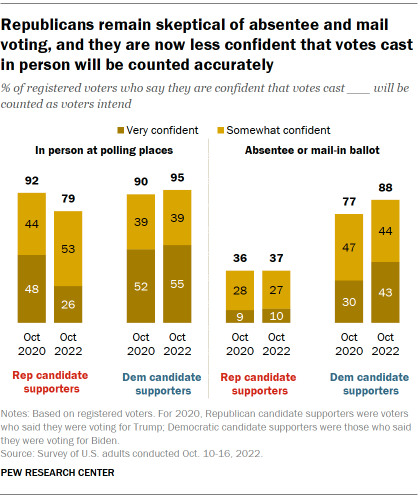 Republicans remain skeptical of absentee and mail
voting, and they are now less confident that votes cast
in person will be counted accurately
% of registered voters who say they are confident that votes cast ____ will be
counted as voters intend
Very confident Somewhat confident
In person at polling places Absentee or mail-in ballot
92 79 90 95 36 37 77 88
44 53 39 39 28 27 47 44
48 26 52 55 9 10 30 43
Oct Oct Oct Oct Oct Oct Oct Oct
2020 2022 2020 2022 2020 2022 2020 2022
Rep candidate Dem candidate Rep candidate Dem candidate
supporters supporters supporters supporters
Notes: Based on registered voters. For 2020, Republican candidate supporters were voters
who said they were voting for Trump; Democratic candidate supporters were those who said
they were voting for Biden.
Source: Survey of U.S. adults conducted Oct. 10-16, 2022.
PEW RESEARCH CENTER